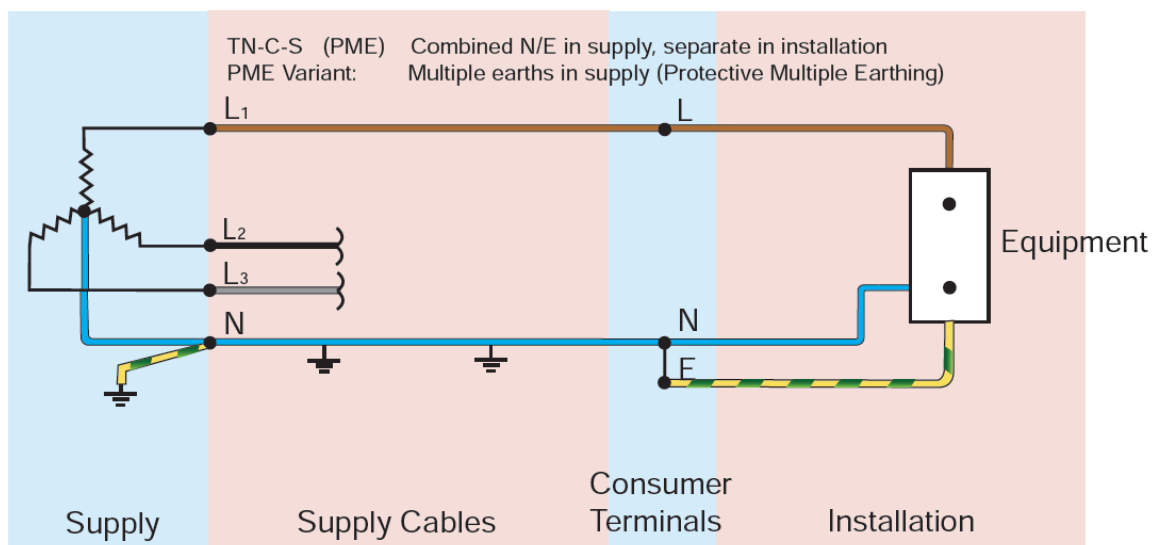 TN-C-S (PME) Combined N/E in supply, separate in installation
PME Variant: Multiple earths in supply (Protective Multiple Earthing)
L1
L
L2
Equipment
L3
N
N
E
Consumer
Terminals
Supply
Supply Cables
Installation